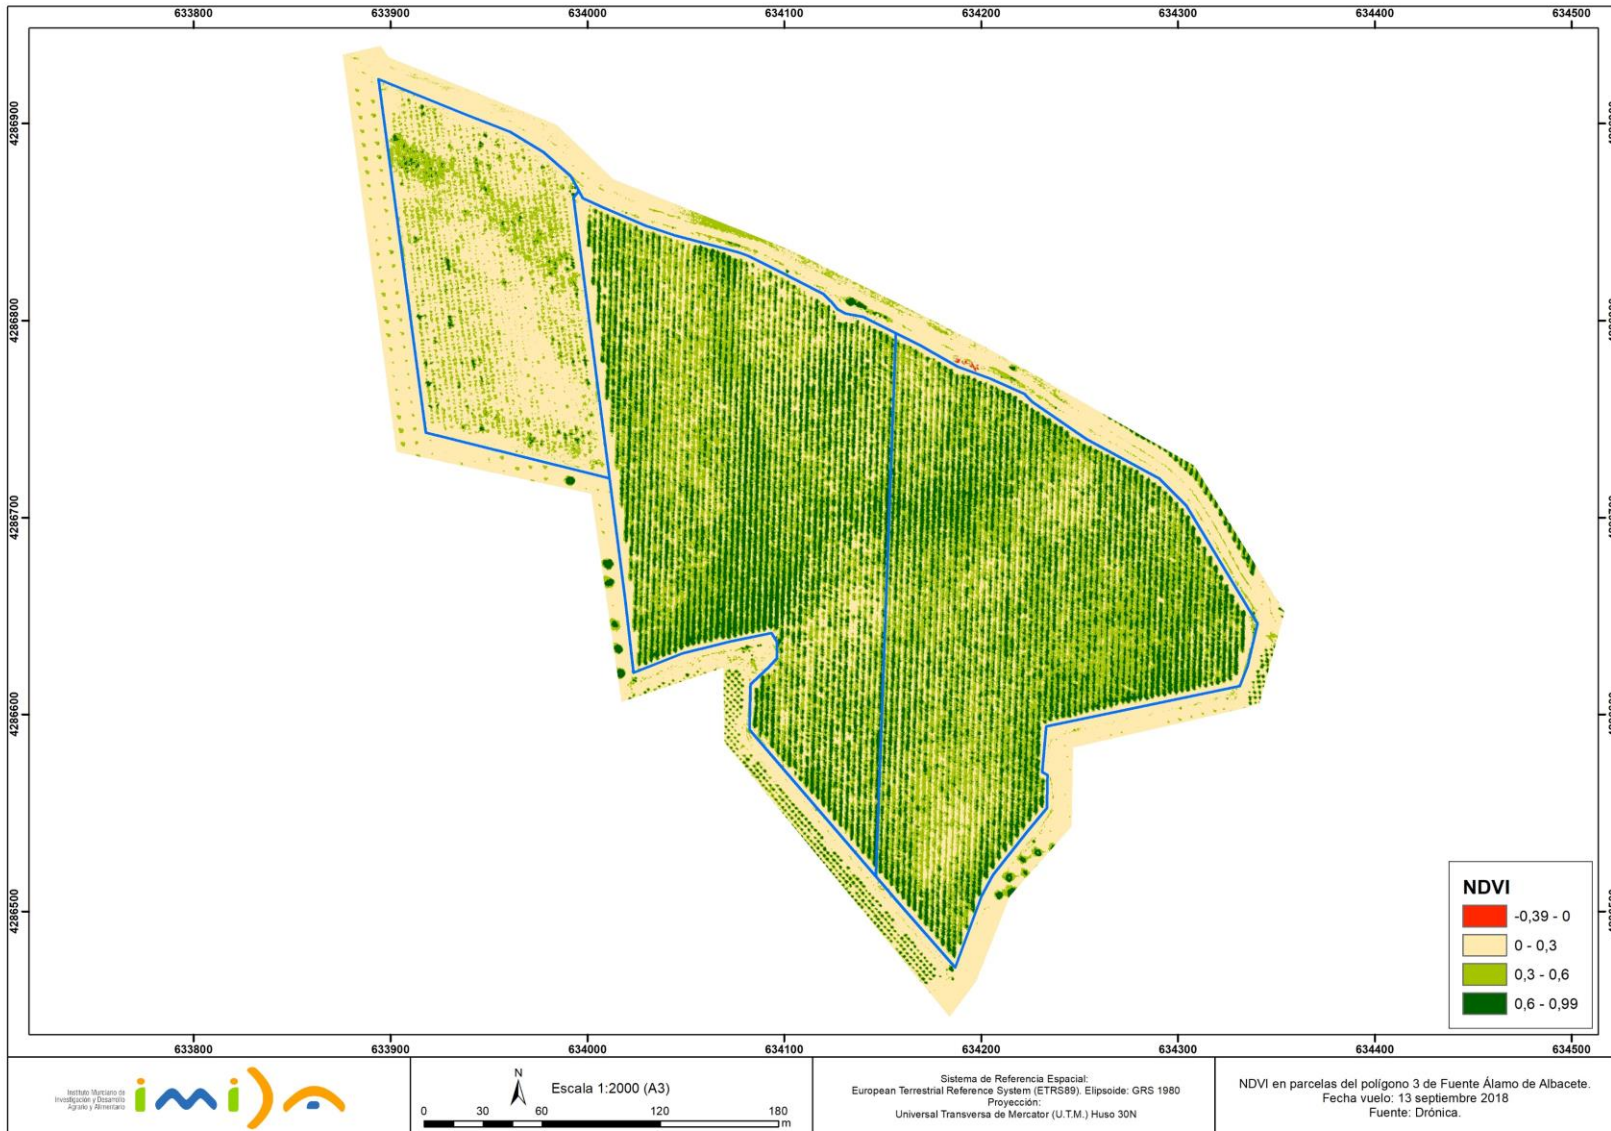 633800 633900 634000 634100 634200 634300 634400 634500
4286900
4286800
4286700
4286600
4286500
NDVI
-0,39 - 0
0 - 0,3
0,3 - 0,6
0,6 - 0,99
633800 633900 634000 634100 634200 634300 634400 634500
Instituto Murciano de
Investigación y Desarrollo
Agrario y Alimentario
imida
N
Escala 1:2000 (A3)
0 30 60 120 180
m
Sistema de Referencia Espacial:
European Terrestrial Reference System (ETRS89). Elipsoide: GRS 1980
Proyección:
Universal Transversa de Mercator (U.T.M.) Huso 30N
NDVI en parcelas del polígono 3 de Fuente Álamo de Albacete.
Fecha vuelo: 13 septiembre 2018
Fuente: Drónica.